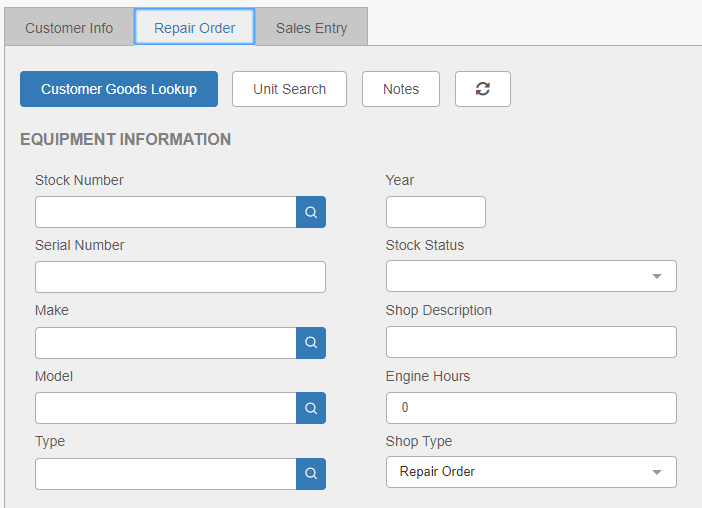 Customer Info
Repair Order
Sales Entry
Customer Goods Lookup
Unit Search
Notes
EQUIPMENT INFORMATION
Stock Number
Year
Serial Number
Stock Status
Make
Shop Description
Model
Engine Hours
0
Type
Shop Type
Repair Order